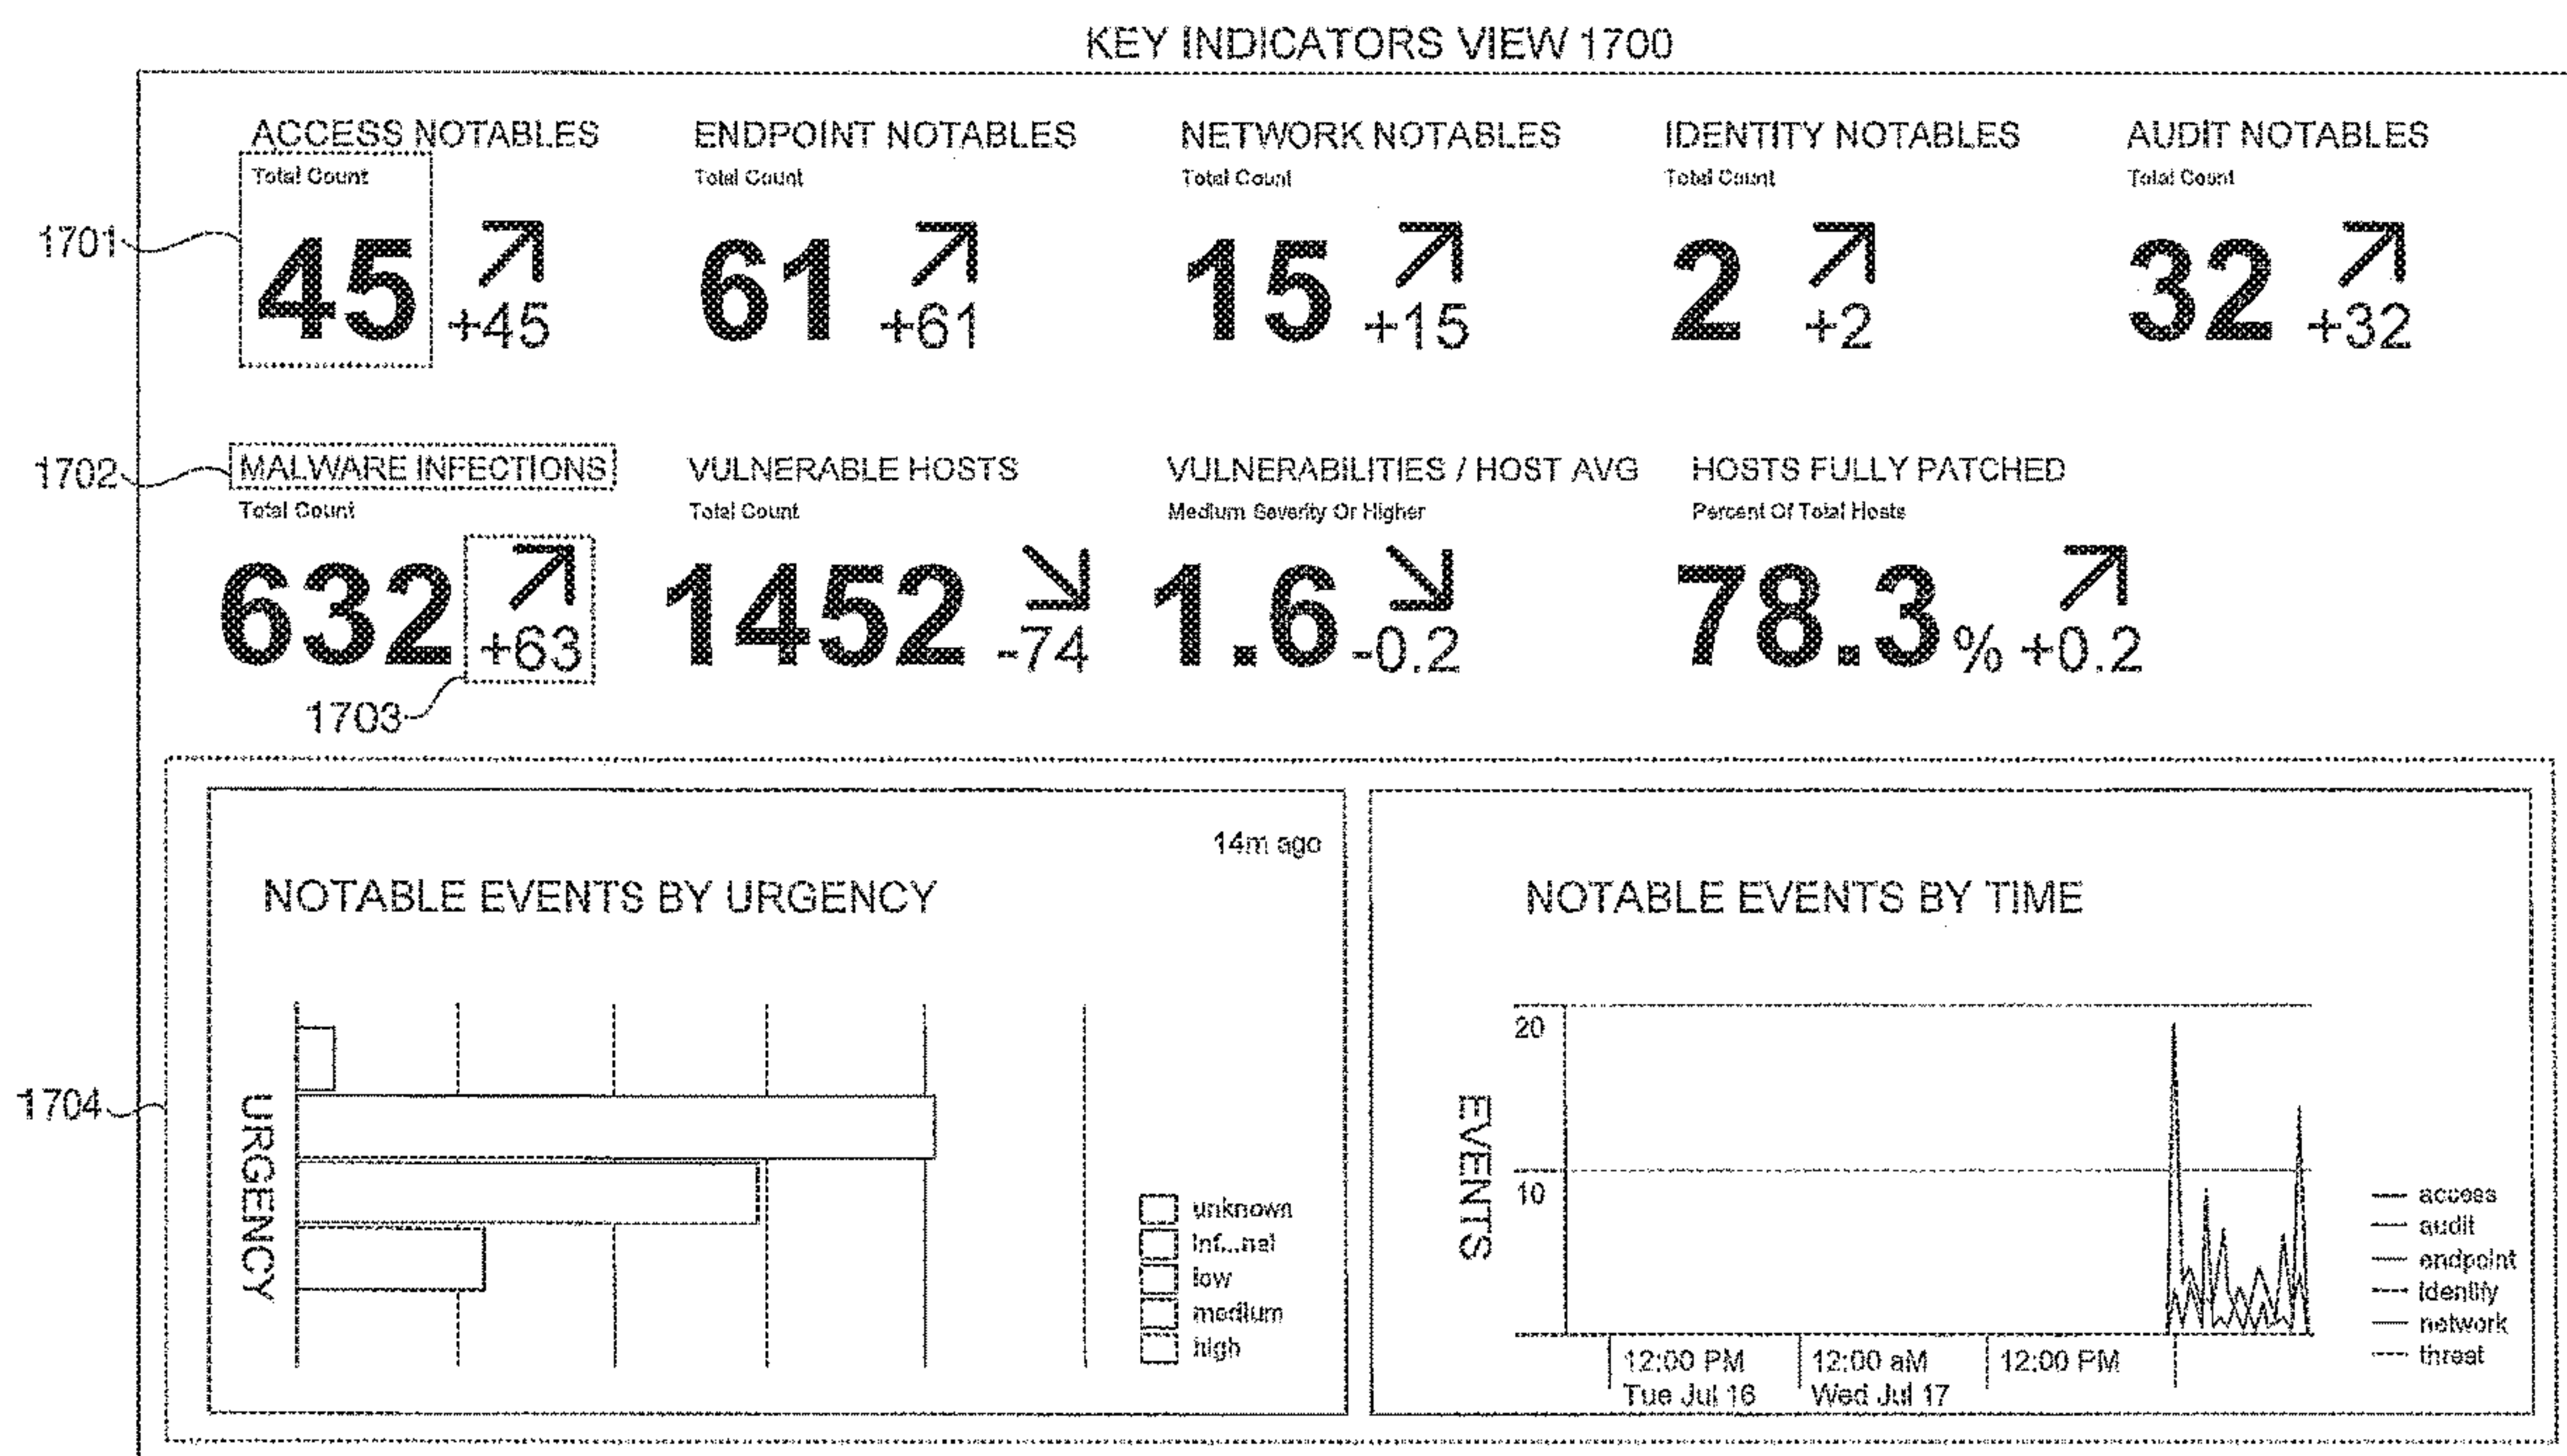 KEY INDICATORS VIEW 1700
ACCESS NOTABLES
Total Count
45 +45
ENDPOINT NOTABLES
Total Count
61 +61
NETWORK NOTABLES
Total Count
15 +15
IDENTITY NOTABLES
Total Count
2 +2
AUDIT NOTABLES
Total Count
32 +32
1701
1702
MALWARE INFECTIONS
Total Count
632 +63
1703
VULNERABLE HOSTS
Total Count
1452 -74
VULNERABILITIES / HOST AVG
Medium Severity Or Higher
1.6 -0.2
HOSTS FULLY PATCHED
Percent Of Total Hosts
78.3% +0.2
1704
14m ago
NOTABLE EVENTS BY URGENCY
URGENCY
unknown
inf...nal
low
medium
high
NOTABLE EVENTS BY TIME
EVENTS
20
10
12:00 PM
Tue Jul 16
12:00 aM
Wed Jul 17
12:00 PM
access
audit
endpoint
identify
network
threat